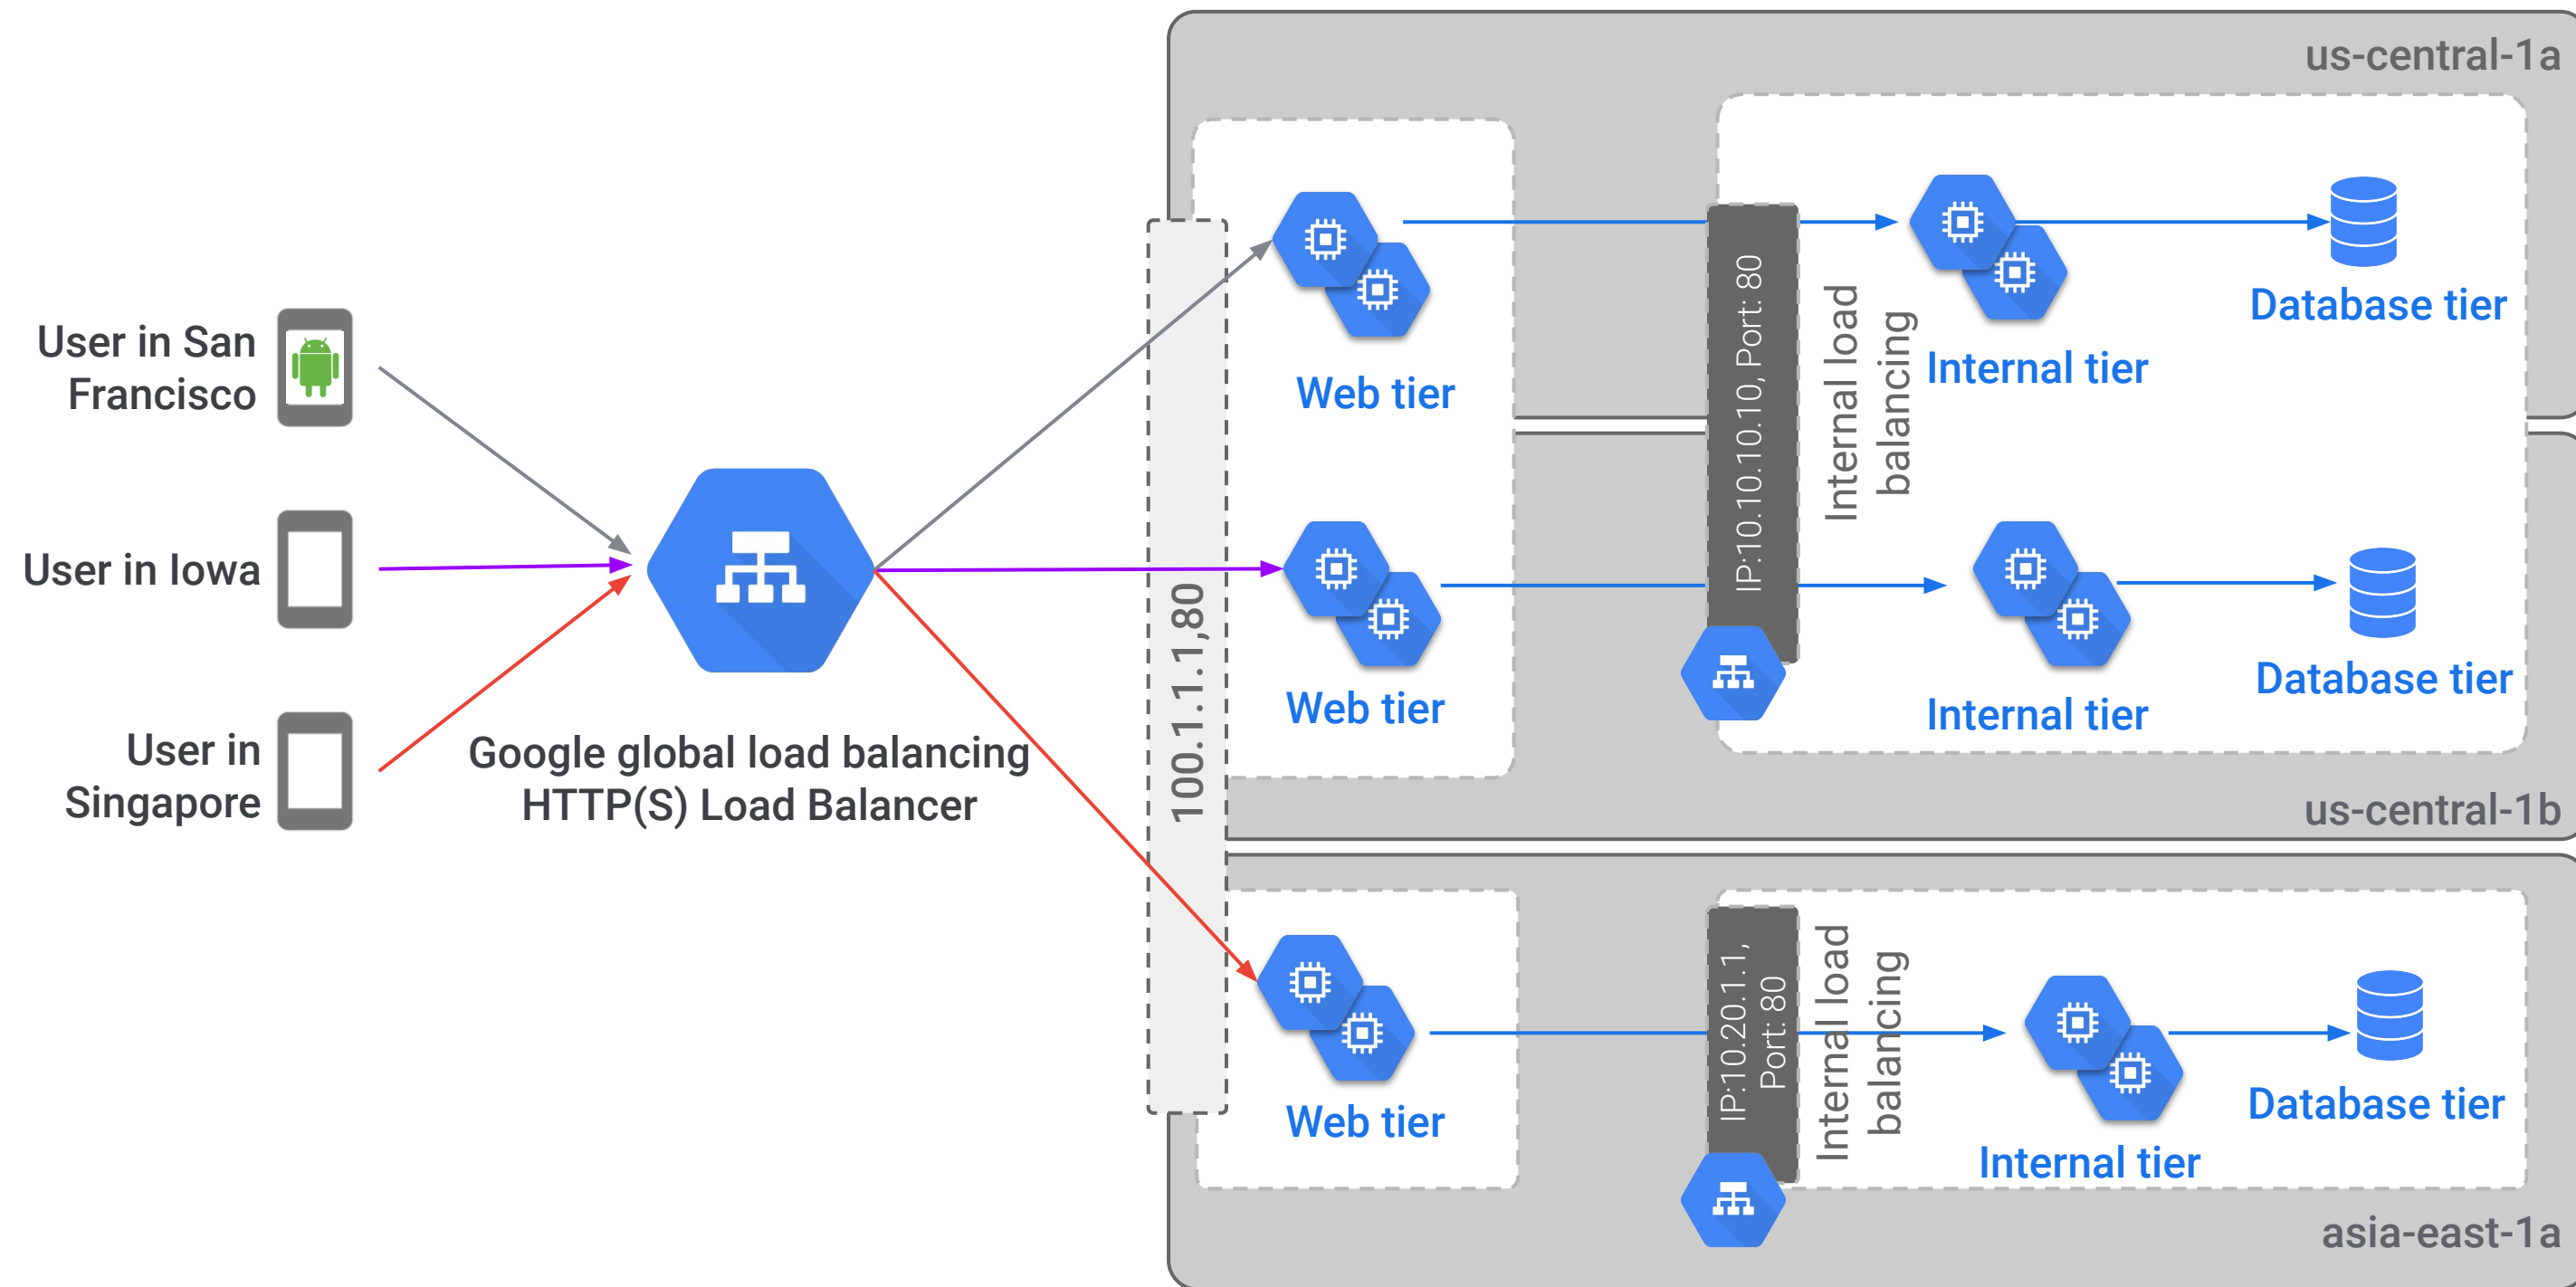 us-central-1a
User in San
Francisco
User in Iowa
User in
Singapore
Google global load balancing
HTTP(S) Load Balancer
100.1.1.1,80
Web tier
IP:10.10.10.10, Port: 80
Internal load
balancing
Internal tier
Database tier
Web tier
Internal tier
Database tier
us-central-1b
Web tier
IP:10.20.1.1,
Port: 80
Internal load
balancing
Internal tier
Database tier
asia-east-1a